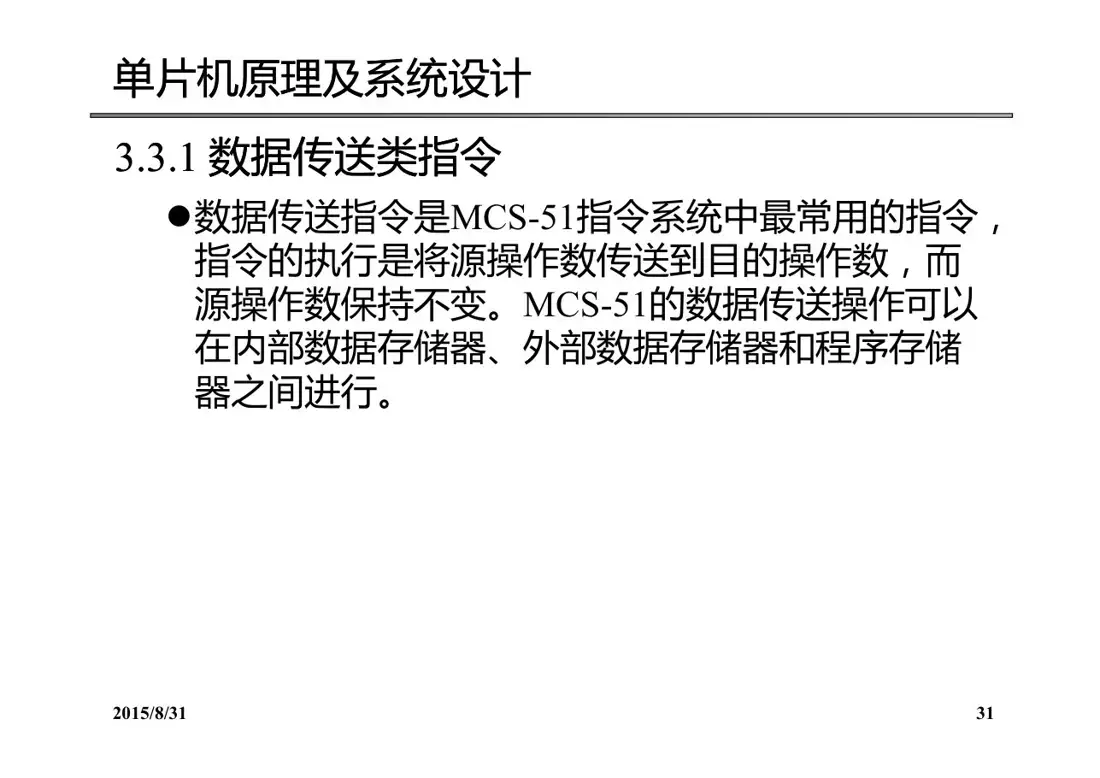 单片机原理及系统设计
3.3.1 数据传送类指令
●数据传送指令是MCS-51指令系统中最常用的指令，
指令的执行是将源操作数传送到目的操作数，而
源操作数保持不变。MCS-51的数据传送操作可以
在内部数据存储器、外部数据存储器和程序存储
器之间进行。
2015/8/31
31